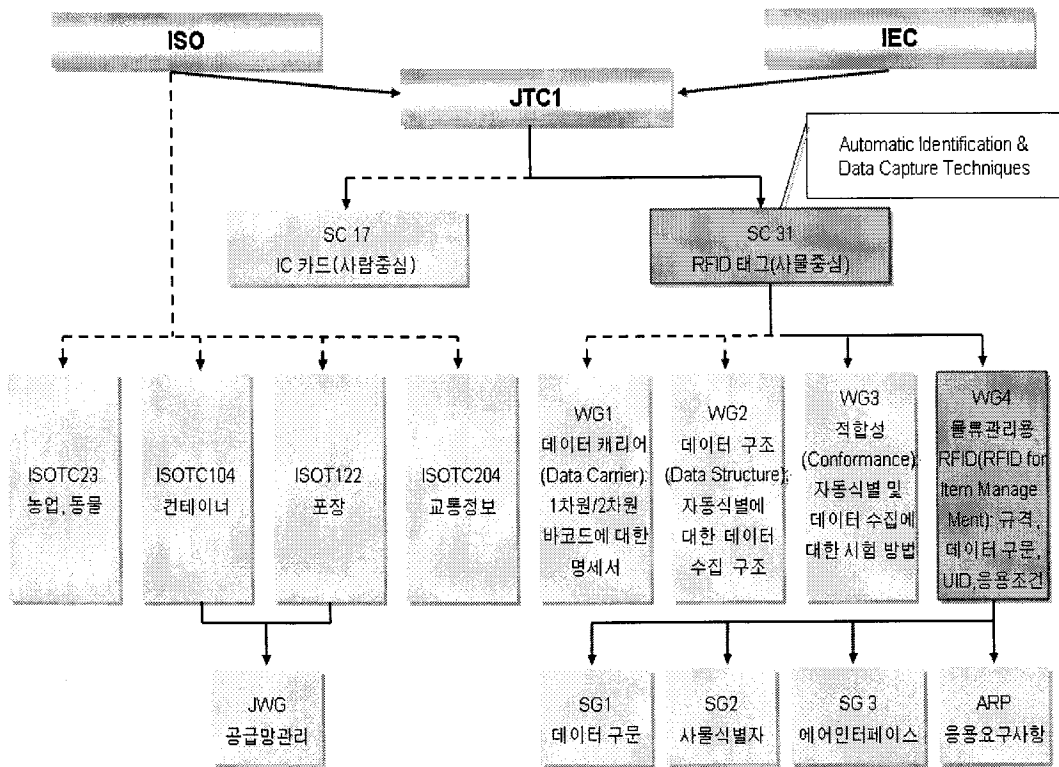 ISO
IEC
JTC1
Automatic Identification &
Data Capture Techniques
SC 17
IC 카드(사람중심)
SC 31
RFID 태그(사물중심)
ISOTC23
농업, 동물
ISOTC104
컨테이너
ISOT122
포장
ISOTC204
교통정보
WG1
데이터 캐리어
(Data Carrier):
1차원/2차원
바코드에 대한
명세서
WG2
데이터 구조
(Data Structure):
자동식별에
대한 데이터
수집 구조
WG3
적합성
(Conformance):
자동식별 및
데이터 수집에
대한 시험 방법
WG4
물류관리용
RFID(RFID for
Item Manage
Ment): 규격,
데이터 구문,
UID,응용조건
JWG
공급망관리
SG1
데이터 구문
SG2
사물식별자
SG 3
에어인터페이스
ARP
응용요구사항